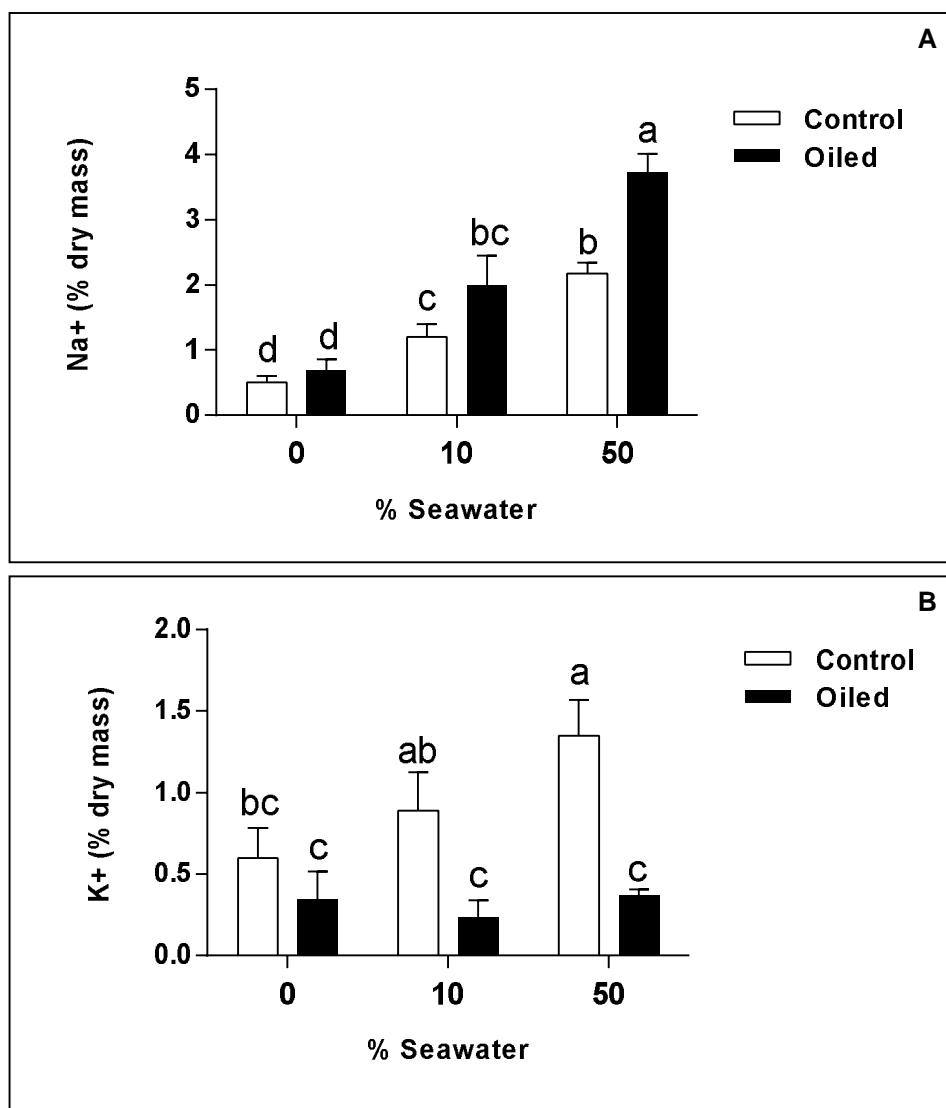 A
5
4
3
2
1
0
Na+ (% dry mass)
d
d
c
bc
b
a
0
10
50
% Seawater
Control
Oiled
B
2.0
1.5
1.0
0.5
0.0
K+ (% dry mass)
bc
c
ab
c
a
c
0
10
50
% Seawater
Control
Oiled